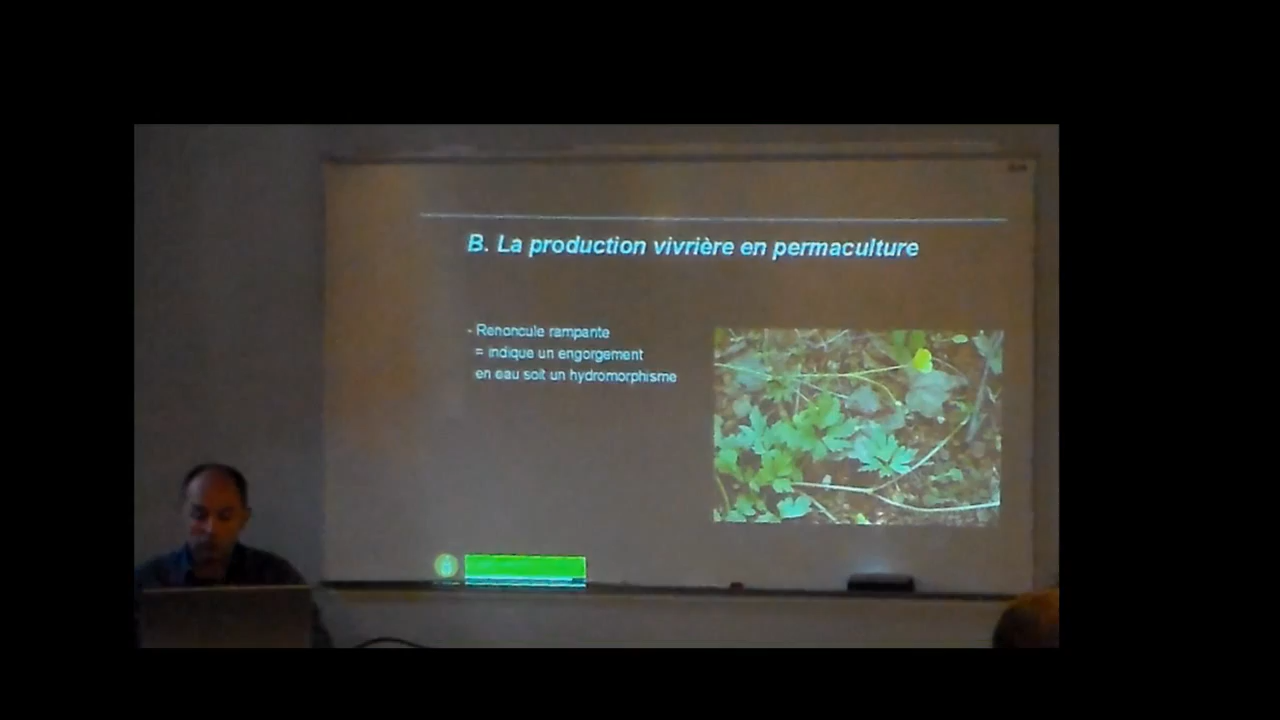 B. La production vivrière en permaculture
- Renoncule rampante
= indique un engorgement
en eau soit un hydromorphisme